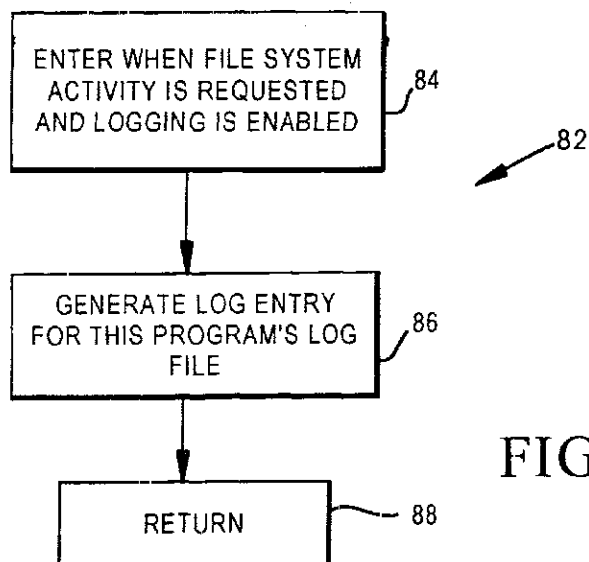 ENTER WHEN FILE SYSTEM
ACTIVITY IS REQUESTED
AND LOGGING IS ENABLED
84
82
GENERATE LOG ENTRY
FOR THIS PROGRAM'S LOG
FILE
86
FIG
RETURN
88